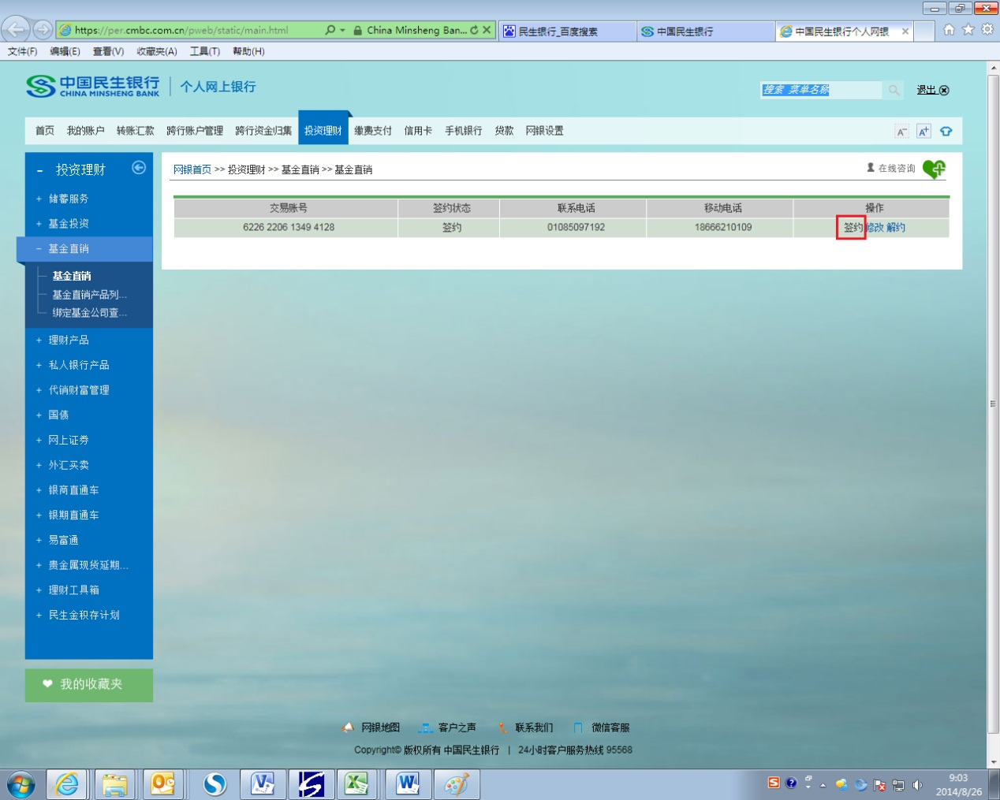 https://per.cmbc.com.cn/pweb/static/main.html
China Minsheng Ban...
民生银行_百度搜索
中国民生银行
中国民生银行个人网银
文件(F) 编辑(E) 查看(V) 收藏夹(A) 工具(T) 帮助(H)
中国民生银行
CHINA MINSHENG BANK
个人网上银行
搜索 菜单名称
退出
首页 我的账户 转账汇款 跨行账户管理 跨行资金归集 投资理财 缴费支付 信用卡 手机银行 贷款 网银设置
A- A+
- 投资理财
+ 储蓄服务
+ 基金投资
- 基金直销
基金直销
基金直销产品列...
绑定基金公司查...
+ 理财产品
+ 私人银行产品
+ 代销财富管理
+ 国债
+ 网上证券
+ 外汇买卖
+ 银商直通车
+ 银期直通车
+ 易富通
+ 贵金属现货延期...
+ 理财工具箱
+ 民生金积存计划
我的收藏夹
网银首页 >> 投资理财 >> 基金直销 >> 基金直销
在线咨询
交易账号 签约状态 联系电话 移动电话 操作
6226 2206 1349 4128 签约 01085097192 18666210109 签约 修改 解约
网银地图 客户之声 联系我们 微信客服
Copyright© 版权所有 中国民生银行 | 24小时客户服务热线 95568
9:03
2014/8/26